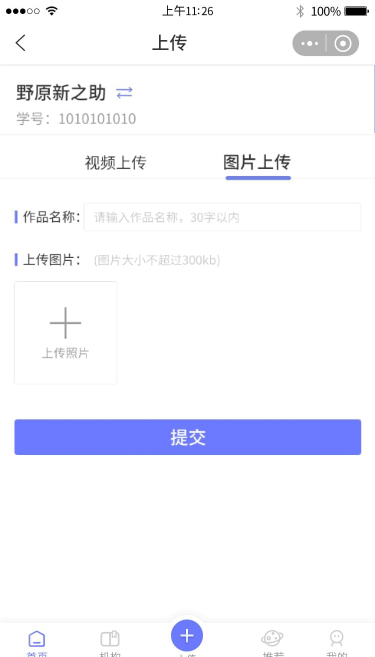 上午11:26
100%
上传
野原新之助
学号：1010101010
视频上传
图片上传
作品名称：
请输入作品名称，30字以内
上传图片：
(图片大小不超过300kb)
上传照片
提交
首页
机构
上传
推荐
我的